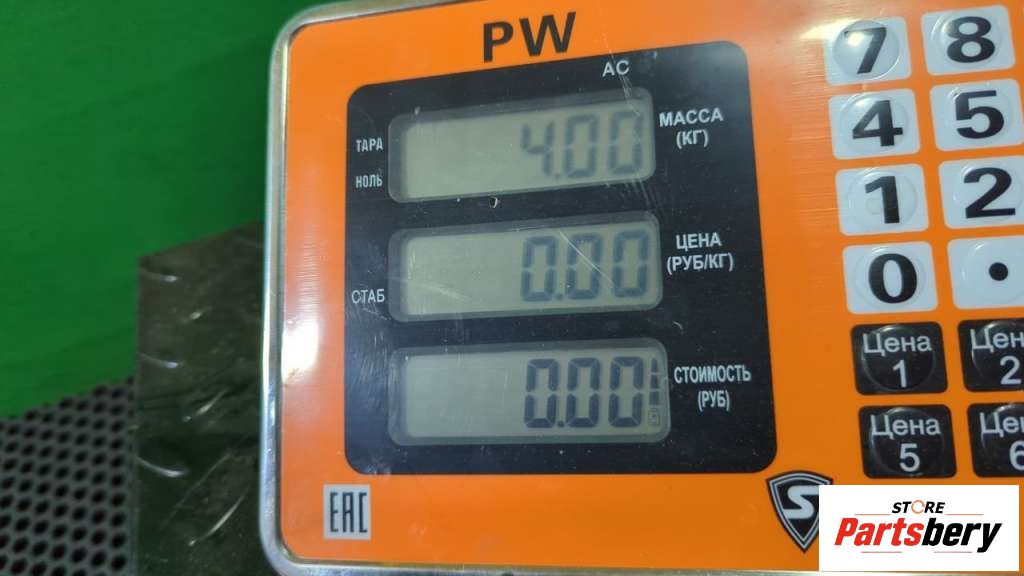 PW
AC
ТАРА
НОЛЬ
4.00
МАССА
(КГ)
СТАБ
0.00
ЦЕНА
(РУБ/КГ)
0.00
СТОИМОСТЬ
(РУБ)
7 8
4 5
1 2
0 .
Цена
1
Цен
2
Цена
5
Цен
6
EAC
S
STORE
Partsbery